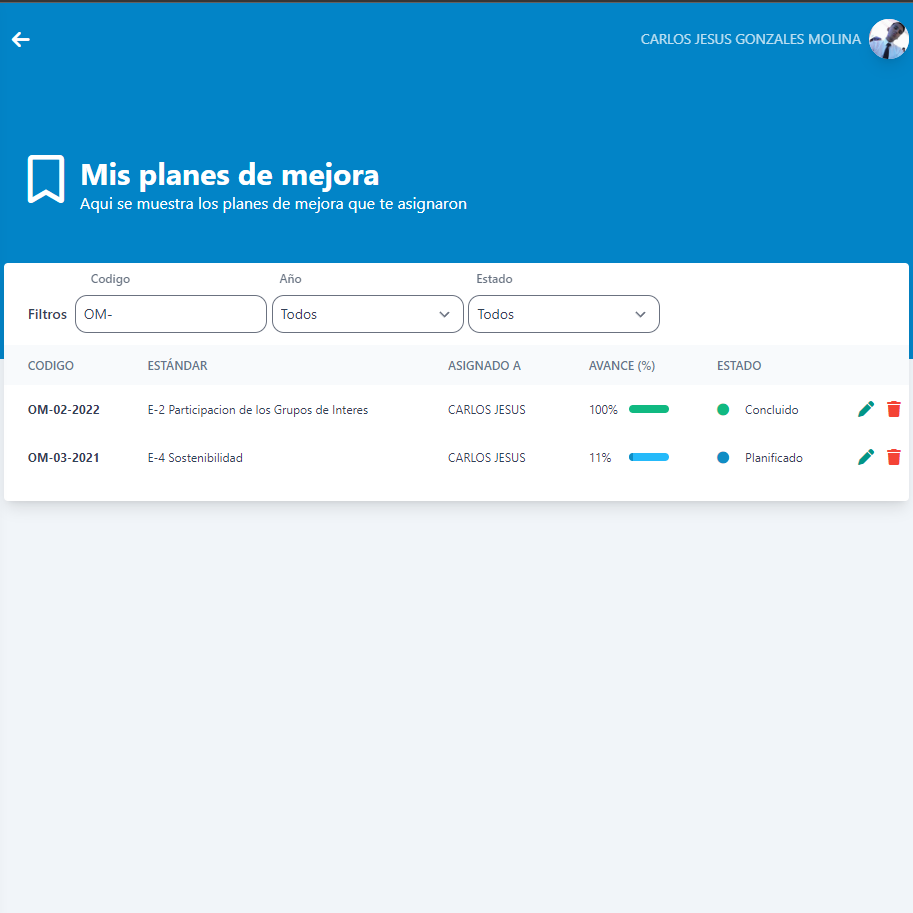 CARLOS JESUS GONZALES MOLINA
Mis planes de mejora
Aqui se muestra los planes de mejora que te asignaron
Codigo Año Estado
Filtros OM- Todos Todos
CODIGO ESTÁNDAR ASIGNADO A AVANCE (%) ESTADO
OM-02-2022 E-2 Participacion de los Grupos de Interes CARLOS JESUS 100% Concluido
OM-03-2021 E-4 Sostenibilidad CARLOS JESUS 11% Planificado